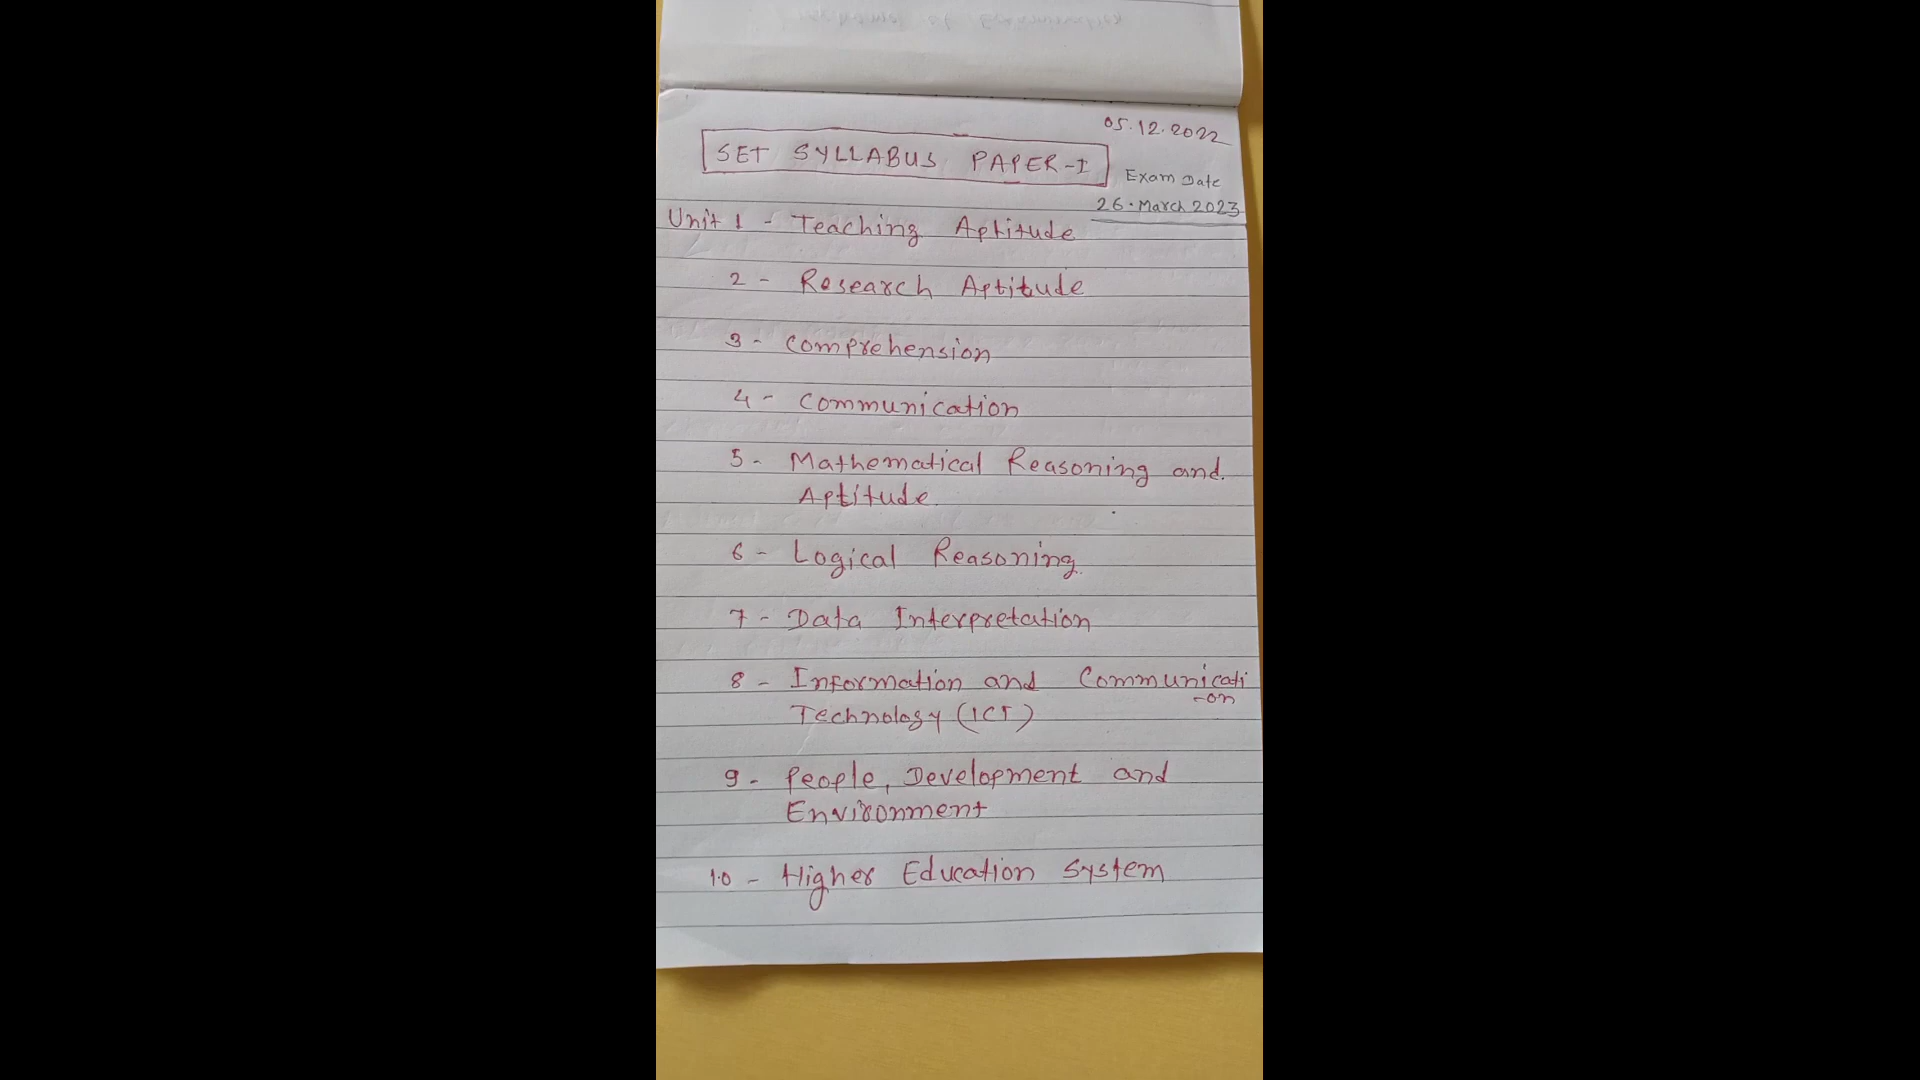 05.12.2022
SET SYLLABUS PAPER-I
Exam Date
26.March 2023
Unit 1 - Teaching Aptitude
2 - Research Aptitude
3 - Comprehension
4 - Communication
5 - Mathematical Reasoning and
Aptitude.
6 - Logical Reasoning.
7 - Data Interpretation
8 - Information and Communicati
-on
Technology (ICT)
9 - People, Development and
Environment
10 - Higher Education System